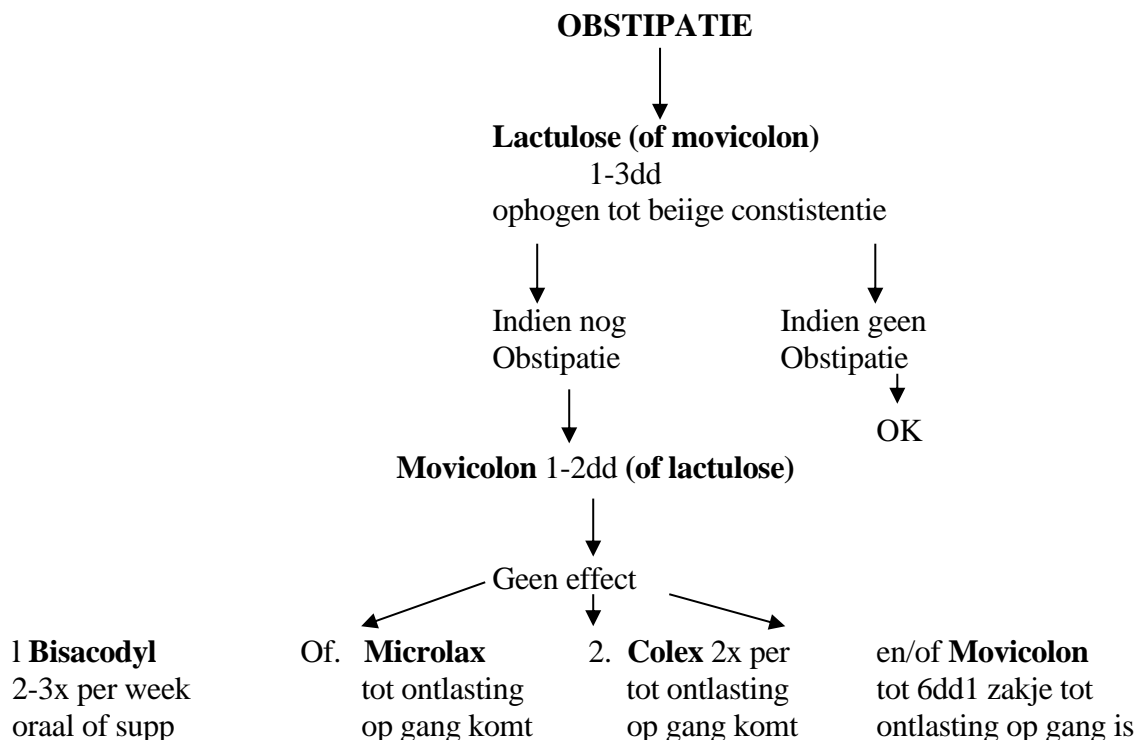 OBSTIPATIE
Lactulose (of movicolon)
1-3dd
ophogen tot beiige constistentie
Indien nog
Obstipatie
Indien geen
Obstipatie
OK
Movicolon 1-2dd (of lactulose)
Geen effect
1 Bisacodyl
2-3x per week
oraal of supp
Of. Microlax
tot ontlasting
op gang komt
2. Colex 2x per
tot ontlasting
op gang komt
en/of Movicolon
tot 6dd1 zakje tot
ontlasting op gang is